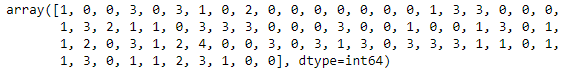 array([1, 0, 0, 3, 0, 3, 1, 0, 2, 0, 0, 0, 0, 0, 0, 0, 1, 3, 3, 0, 0, 0,
1, 3, 2, 1, 1, 0, 3, 3, 3, 0, 0, 0, 3, 0, 0, 1, 0, 0, 1, 3, 0, 1,
1, 2, 0, 3, 1, 2, 4, 0, 0, 3, 0, 3, 1, 3, 0, 3, 3, 3, 1, 1, 0, 1,
1, 3, 0, 1, 1, 2, 3, 1, 0, 0], dtype=int64)